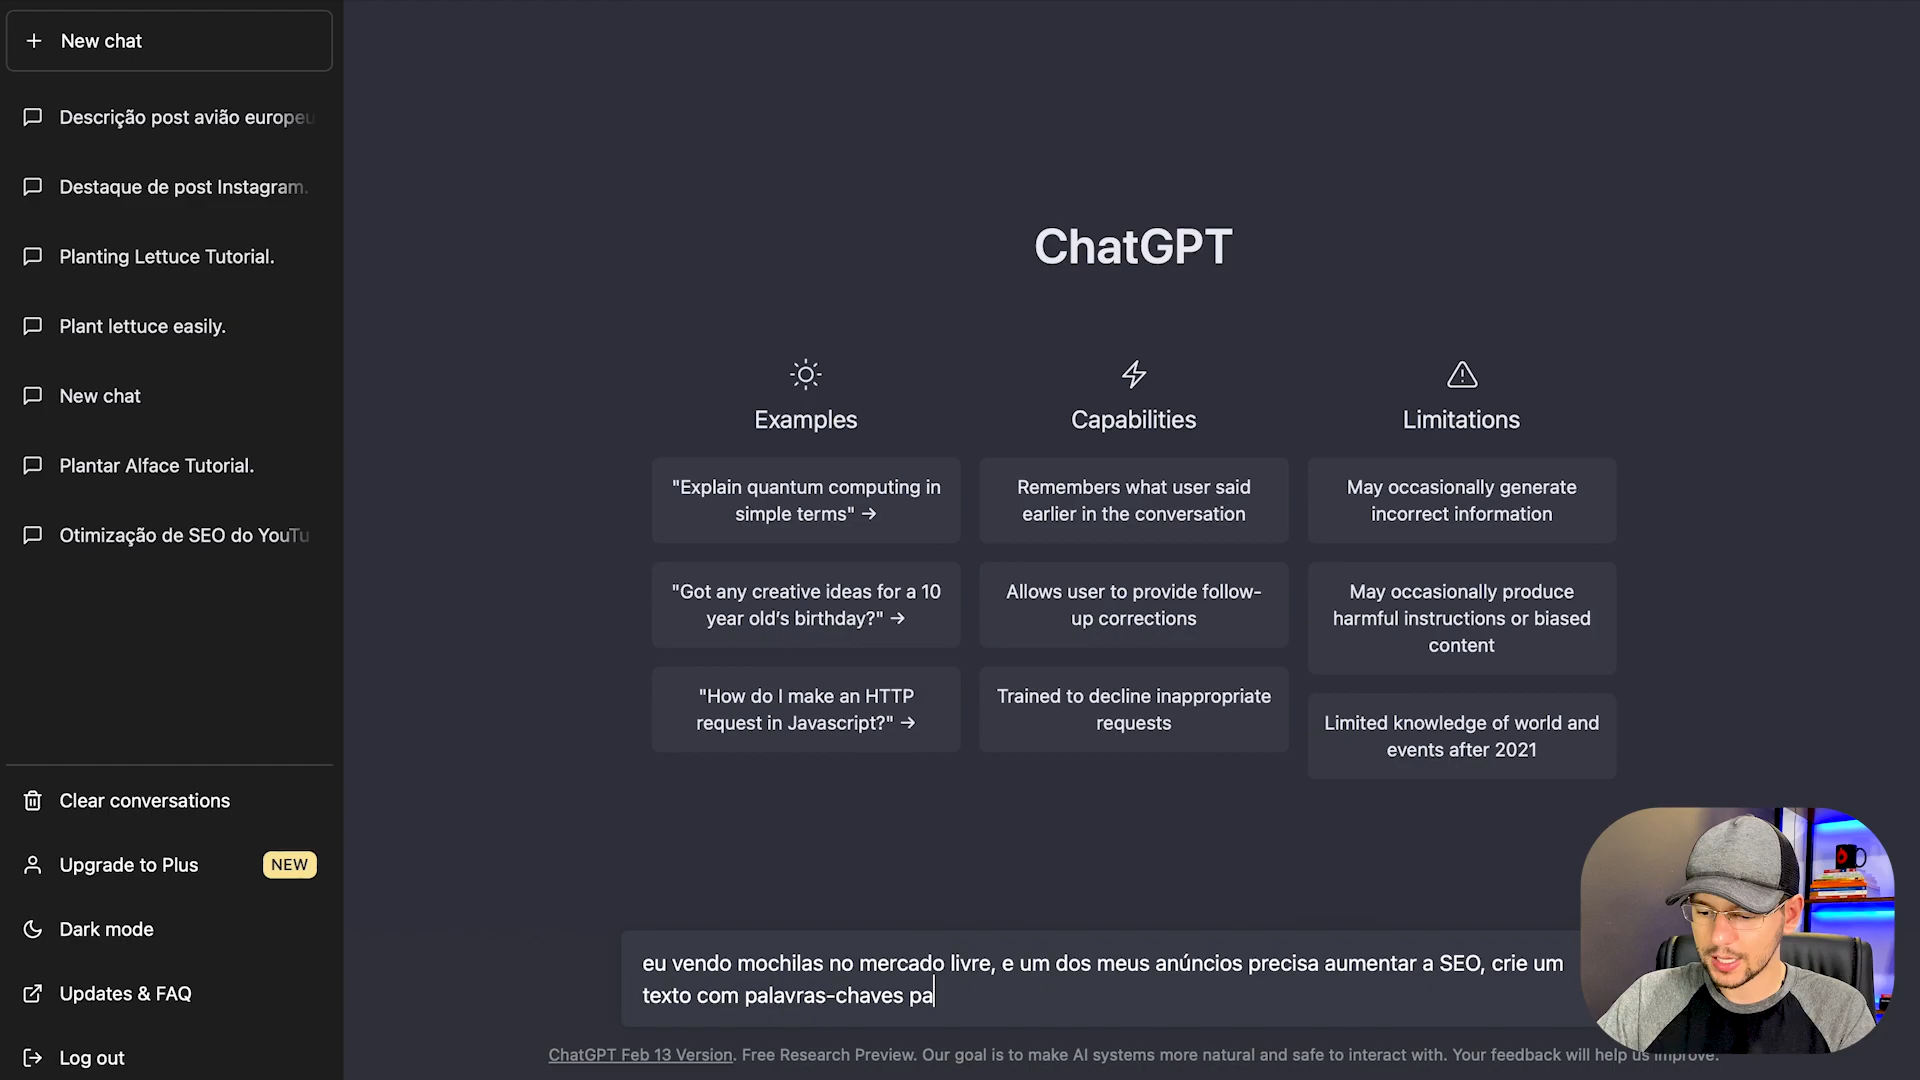 New chat
Descrição post avião europeu
Destaque de post Instagram.
Planting Lettuce Tutorial.
Plant lettuce easily.
New chat
Plantar Alface Tutorial.
Otimização de SEO do YouTu
Clear conversations
Upgrade to Plus NEW
Dark mode
Updates & FAQ
Log out
ChatGPT
Examples
"Explain quantum computing in
simple terms" →
"Got any creative ideas for a 10
year old's birthday?" →
"How do I make an HTTP
request in Javascript?" →
Capabilities
Remembers what user said
earlier in the conversation
Allows user to provide follow-
up corrections
Trained to decline inappropriate
requests
Limitations
May occasionally generate
incorrect information
May occasionally produce
harmful instructions or biased
content
Limited knowledge of world and
events after 2021
eu vendo mochilas no mercado livre, e um dos meus anúncios precisa aumentar a SEO, crie um
texto com palavras-chaves pa
ChatGPT Feb 13 Version. Free Research Preview. Our goal is to make AI systems more natural and safe to interact with. Your feedback will help us improve.